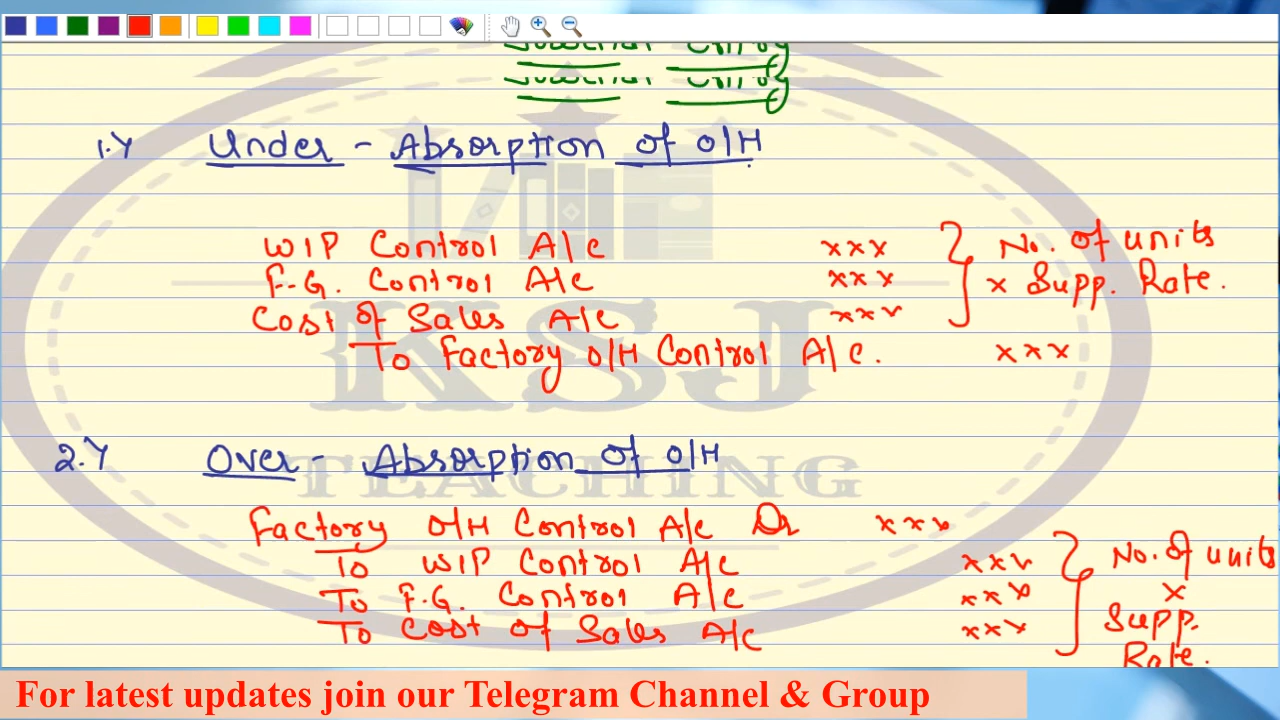 1.Y Under - Absorption of O/H
WIP Control A/c xxx
F.G. Control A/c xxx
Cost of Sales A/c xxx
To Factory O/H Control A/c. xxx
No. of units
x Supp. Rate.
2.Y Over - Absorption of O/H
Factory O/H Control A/c Dr xxx
To WIP Control A/c xxx
To F.G. Control A/c xxx
To Cost of Sales A/c xxx
No. of units
x
Supp.
Rate.
KSJ
TEACHING
For latest updates join our Telegram Channel & Group